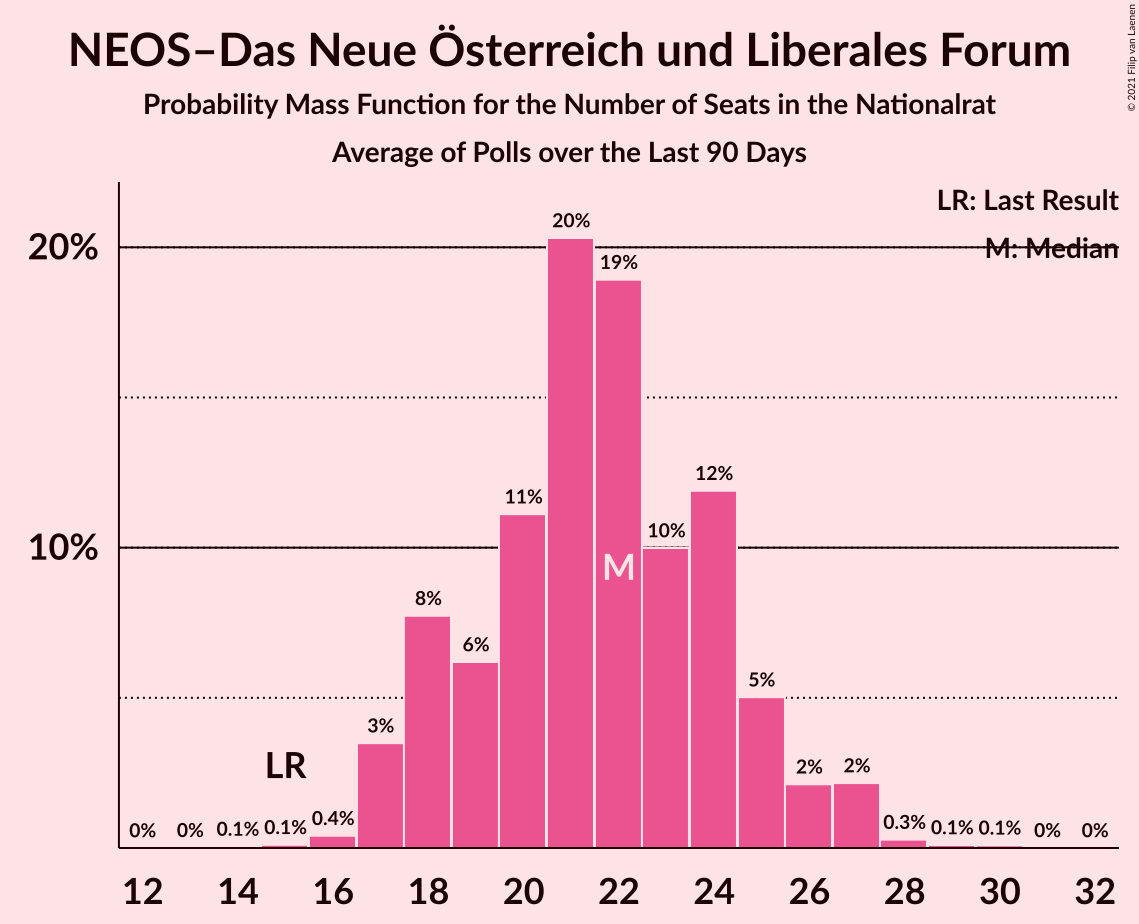 NEOS–Das Neue Österreich und Liberales Forum
Probability Mass Function for the Number of Seats in the Nationalrat
Average of Polls over the Last 90 Days
© 2021 Filip van Laenen
LR: Last Result
M: Median
20%
10%
0% 0% 0.1% 0.1% 0.4% 3% 8% 6% 11% 20% 19% 10% 12% 5% 2% 2% 0.3% 0.1% 0.1% 0% 0%
LR
M
12 14 16 18 20 22 24 26 28 30 32